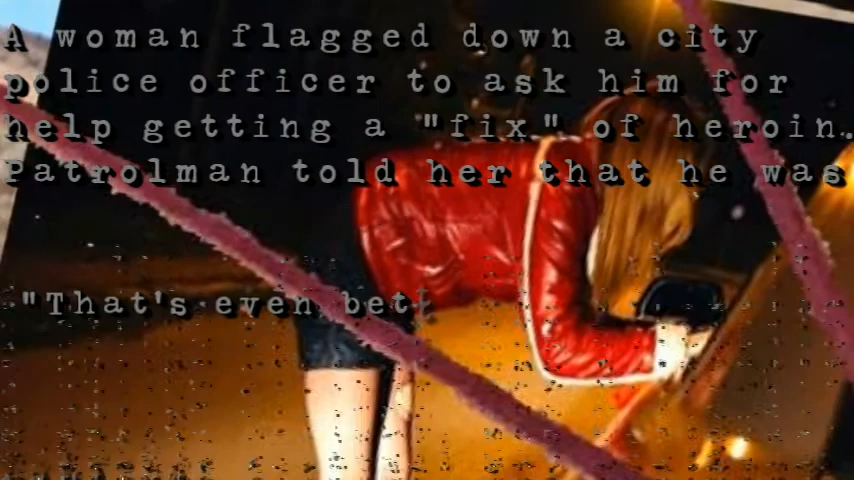 A woman flagged down a city
police officer to ask him for
help getting a "fix" of heroin.
Patrolman told her that he was
"That's even bet